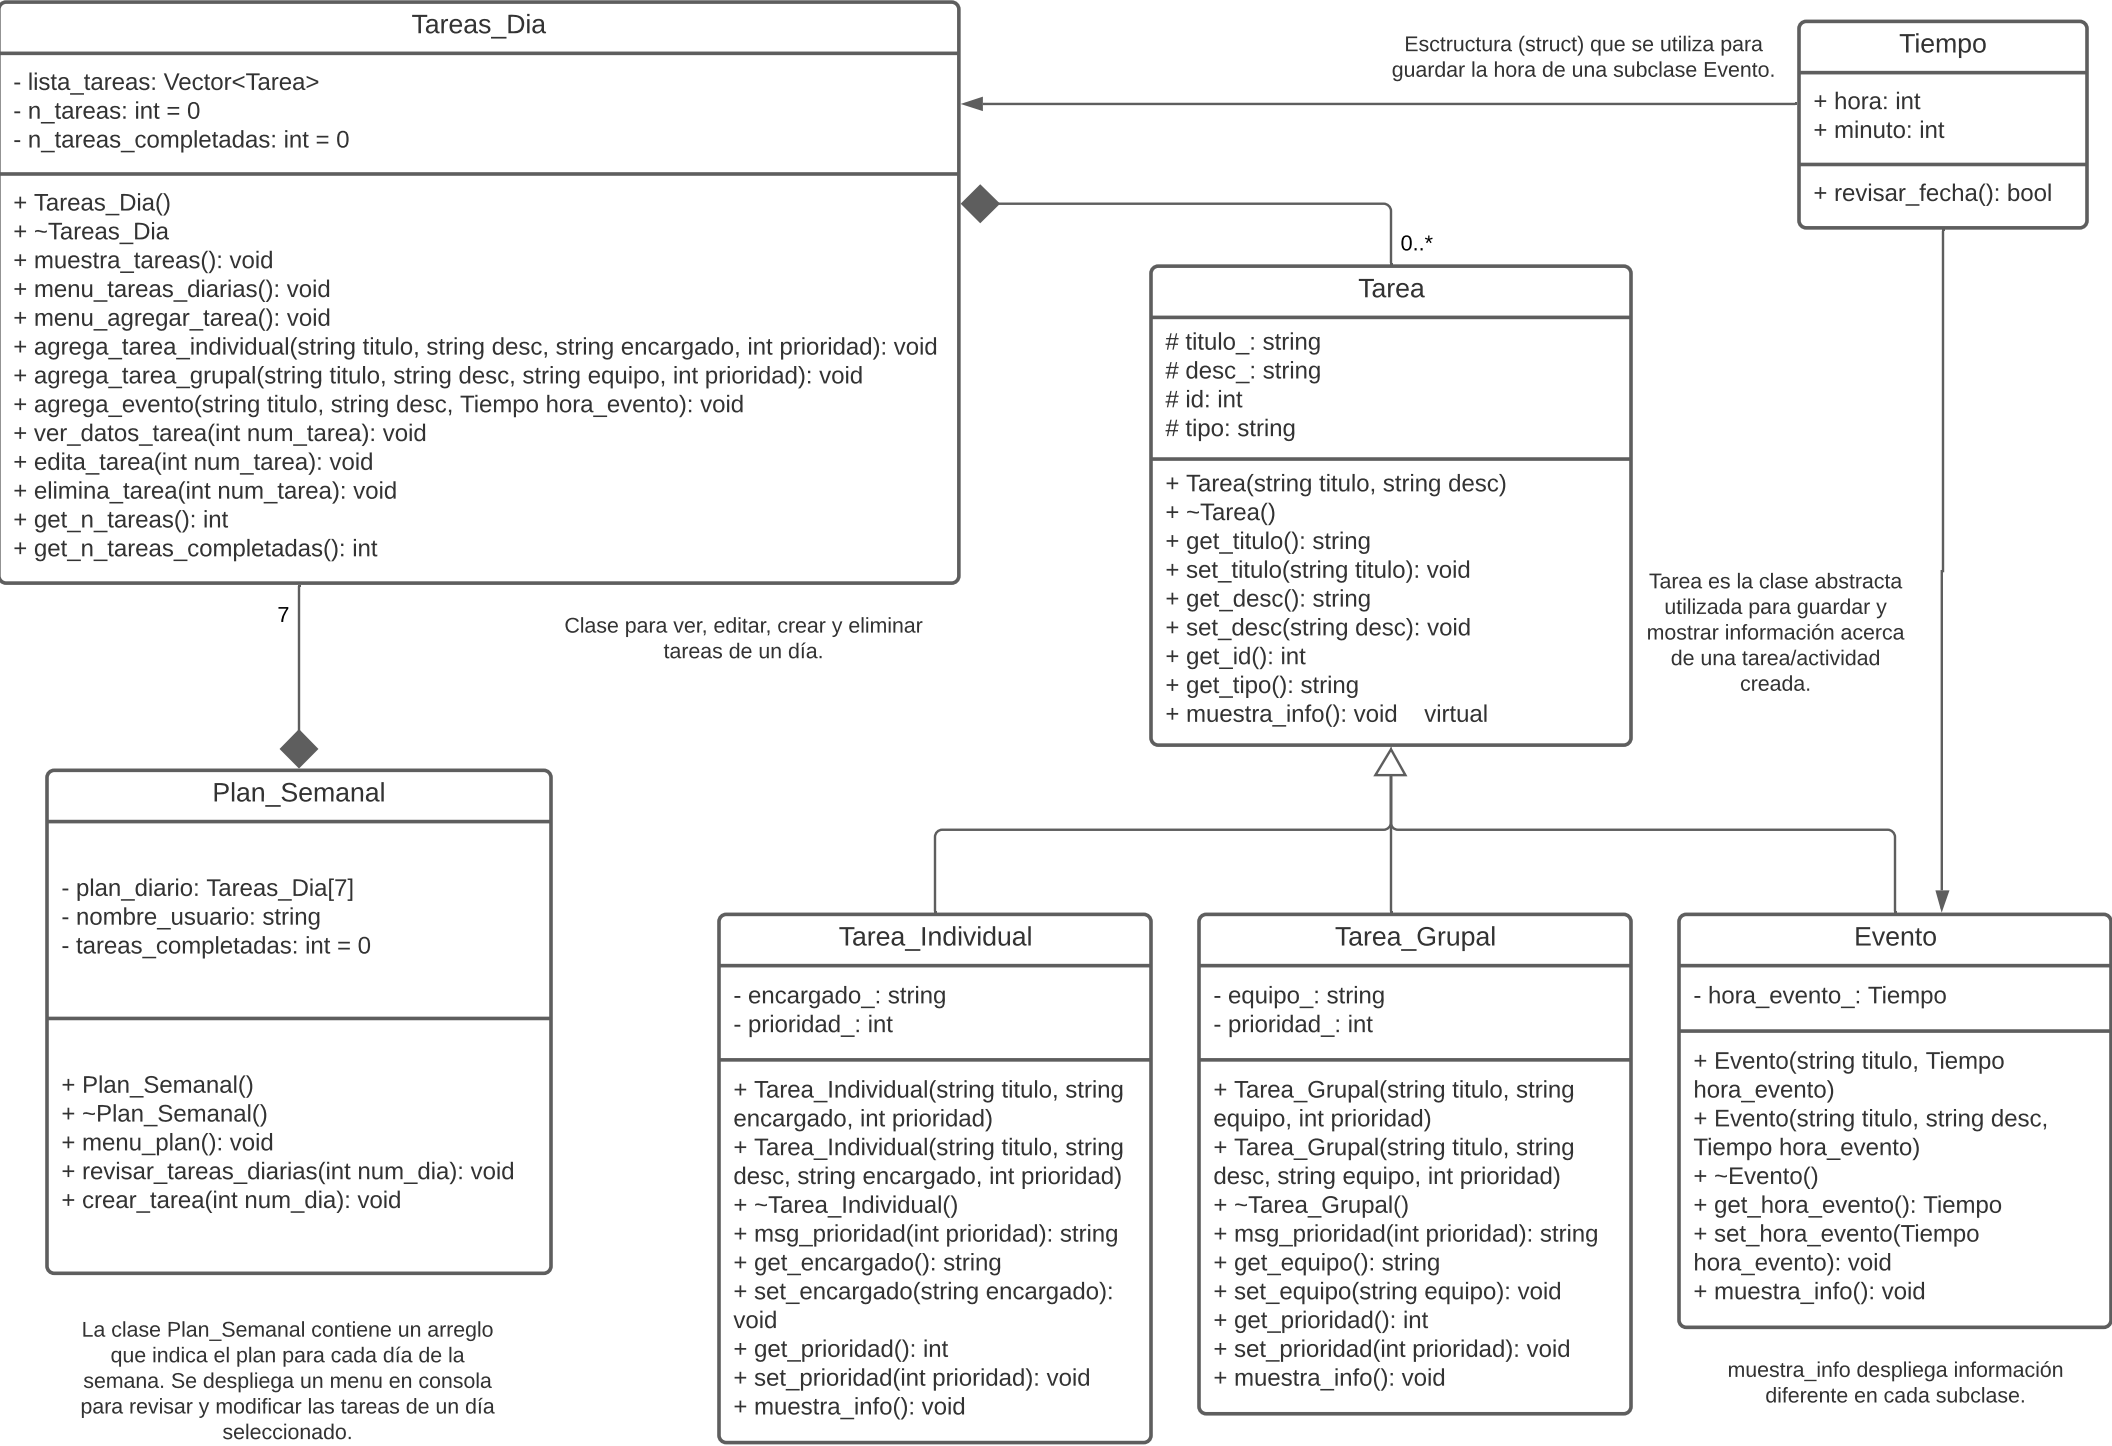 Tareas_Dia
- lista_tareas: Vector<Tarea>
- n_tareas: int = 0
- n_tareas_completadas: int = 0
+ Tareas_Dia()
+ ~Tareas_Dia
+ muestra_tareas(): void
+ menu_tareas_diarias(): void
+ menu_agregar_tarea(): void
+ agrega_tarea_individual(string titulo, string desc, string encargado, int prioridad): void
+ agrega_tarea_grupal(string titulo, string desc, string equipo, int prioridad): void
+ agrega_evento(string titulo, string desc, Tiempo hora_evento): void
+ ver_datos_tarea(int num_tarea): void
+ edita_tarea(int num_tarea): void
+ elimina_tarea(int num_tarea): void
+ get_n_tareas(): int
+ get_n_tareas_completadas(): int
Esctructura (struct) que se utiliza para
guardar la hora de una subclase Evento.
Tiempo
+ hora: int
+ minuto: int
+ revisar_fecha(): bool
0..*
Tarea
# titulo_: string
# desc_: string
# id: int
# tipo: string
+ Tarea(string titulo, string desc)
+ ~Tarea()
+ get_titulo(): string
+ set_titulo(string titulo): void
+ get_desc(): string
+ set_desc(string desc): void
+ get_id(): int
+ get_tipo(): string
+ muestra_info(): void    virtual
Tarea es la clase abstracta
utilizada para guardar y
mostrar información acerca
de una tarea/actividad
creada.
7
Clase para ver, editar, crear y eliminar
tareas de un día.
Plan_Semanal
- plan_diario: Tareas_Dia[7]
- nombre_usuario: string
- tareas_completadas: int = 0
+ Plan_Semanal()
+ ~Plan_Semanal()
+ menu_plan(): void
+ revisar_tareas_diarias(int num_dia): void
+ crear_tarea(int num_dia): void
La clase Plan_Semanal contiene un arreglo
que indica el plan para cada día de la
semana. Se despliega un menu en consola
para revisar y modificar las tareas de un día
seleccionado.
Tarea_Individual
- encargado_: string
- prioridad_: int
+ Tarea_Individual(string titulo, string
encargado, int prioridad)
+ Tarea_Individual(string titulo, string
desc, string encargado, int prioridad)
+ ~Tarea_Individual()
+ msg_prioridad(int prioridad): string
+ get_encargado(): string
+ set_encargado(string encargado):
void
+ get_prioridad(): int
+ set_prioridad(int prioridad): void
+ muestra_info(): void
Tarea_Grupal
- equipo_: string
- prioridad_: int
+ Tarea_Grupal(string titulo, string
equipo, int prioridad)
+ Tarea_Grupal(string titulo, string
desc, string equipo, int prioridad)
+ ~Tarea_Grupal()
+ msg_prioridad(int prioridad): string
+ get_equipo(): string
+ set_equipo(string equipo): void
+ get_prioridad(): int
+ set_prioridad(int prioridad): void
+ muestra_info(): void
Evento
- hora_evento_: Tiempo
+ Evento(string titulo, Tiempo
hora_evento)
+ Evento(string titulo, string desc,
Tiempo hora_evento)
+ ~Evento()
+ get_hora_evento(): Tiempo
+ set_hora_evento(Tiempo
hora_evento): void
+ muestra_info(): void
muestra_info despliega información
diferente en cada subclase.